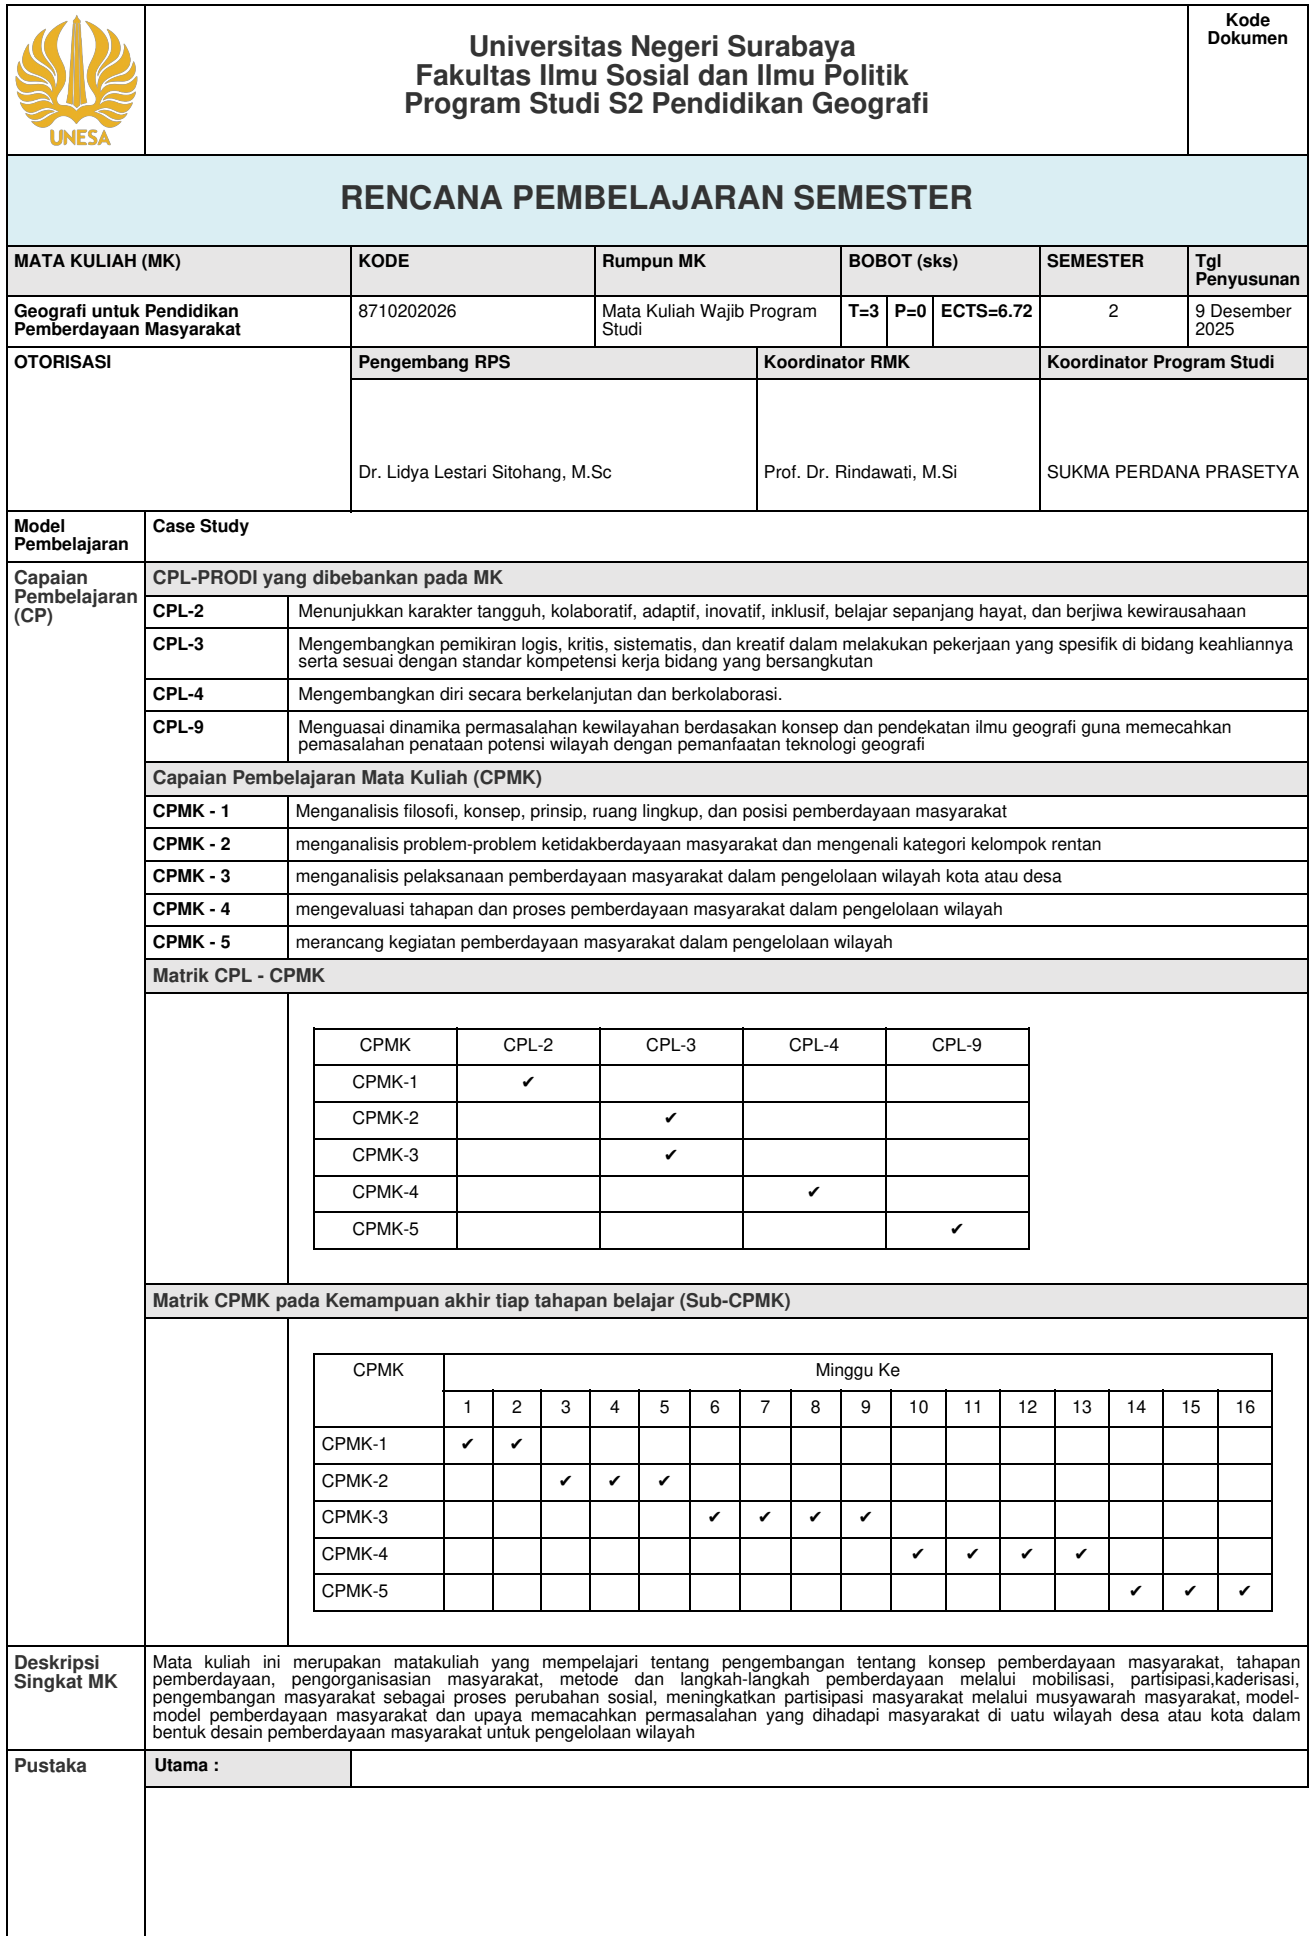 UNESA
Universitas Negeri Surabaya
Fakultas Ilmu Sosial dan Ilmu Politik
Program Studi S2 Pendidikan Geografi
Kode
Dokumen
RENCANA PEMBELAJARAN SEMESTER
MATA KULIAH (MK) KODE Rumpun MK BOBOT (sks) SEMESTER Tgl
Penyusunan
Geografi untuk Pendidikan
Pemberdayaan Masyarakat
8710202026
Mata Kuliah Wajib Program
Studi
T=3 P=0 ECTS=6.72 2
9 Desember
2025
OTORISASI Pengembang RPS Koordinator RMK Koordinator Program Studi
Dr. Lidya Lestari Sitohang, M.Sc Prof. Dr. Rindawati, M.Si SUKMA PERDANA PRASETYA
Model
Pembelajaran
Case Study
Capaian
Pembelajaran
(CP)
CPL-PRODI yang dibebankan pada MK
CPL-2 Menunjukkan karakter tangguh, kolaboratif, adaptif, inovatif, inklusif, belajar sepanjang hayat, dan berjiwa kewirausahaan
CPL-3 Mengembangkan pemikiran logis, kritis, sistematis, dan kreatif dalam melakukan pekerjaan yang spesifik di bidang keahliannya
serta sesuai dengan standar kompetensi kerja bidang yang bersangkutan
CPL-4 Mengembangkan diri secara berkelanjutan dan berkolaborasi.
CPL-9 Menguasai dinamika permasalahan kewilayahan berdasakan konsep dan pendekatan ilmu geografi guna memecahkan
pemasalahan penataan potensi wilayah dengan pemanfaatan teknologi geografi
Capaian Pembelajaran Mata Kuliah (CPMK)
CPMK - 1 Menganalisis filosofi, konsep, prinsip, ruang lingkup, dan posisi pemberdayaan masyarakat
CPMK - 2 menganalisis problem-problem ketidakberdayaan masyarakat dan mengenali kategori kelompok rentan
CPMK - 3 menganalisis pelaksanaan pemberdayaan masyarakat dalam pengelolaan wilayah kota atau desa
CPMK - 4 mengevaluasi tahapan dan proses pemberdayaan masyarakat dalam pengelolaan wilayah
CPMK - 5 merancang kegiatan pemberdayaan masyarakat dalam pengelolaan wilayah
Matrik CPL - CPMK
CPMK CPL-2 CPL-3 CPL-4 CPL-9
CPMK-1 ✔
CPMK-2 ✔
CPMK-3 ✔
CPMK-4 ✔
CPMK-5 ✔
Matrik CPMK pada Kemampuan akhir tiap tahapan belajar (Sub-CPMK)
CPMK Minggu Ke
1 2 3 4 5 6 7 8 9 10 11 12 13 14 15 16
CPMK-1 ✔ ✔
CPMK-2 ✔ ✔ ✔
CPMK-3 ✔ ✔ ✔ ✔
CPMK-4 ✔ ✔ ✔ ✔
CPMK-5 ✔ ✔ ✔
Deskripsi
Singkat MK
Mata kuliah ini merupakan matakuliah yang mempelajari tentang pengembangan tentang konsep pemberdayaan masyarakat, tahapan
pemberdayaan, pengorganisasian masyarakat, metode dan langkah-langkah pemberdayaan melalui mobilisasi, partisipasi,kaderisasi,
pengembangan masyarakat sebagai proses perubahan sosial, meningkatkan partisipasi masyarakat melalui musyawarah masyarakat, model-
model pemberdayaan masyarakat dan upaya memacahkan permasalahan yang dihadapi masyarakat di uatu wilayah desa atau kota dalam
bentuk desain pemberdayaan masyarakat untuk pengelolaan wilayah
Pustaka Utama :